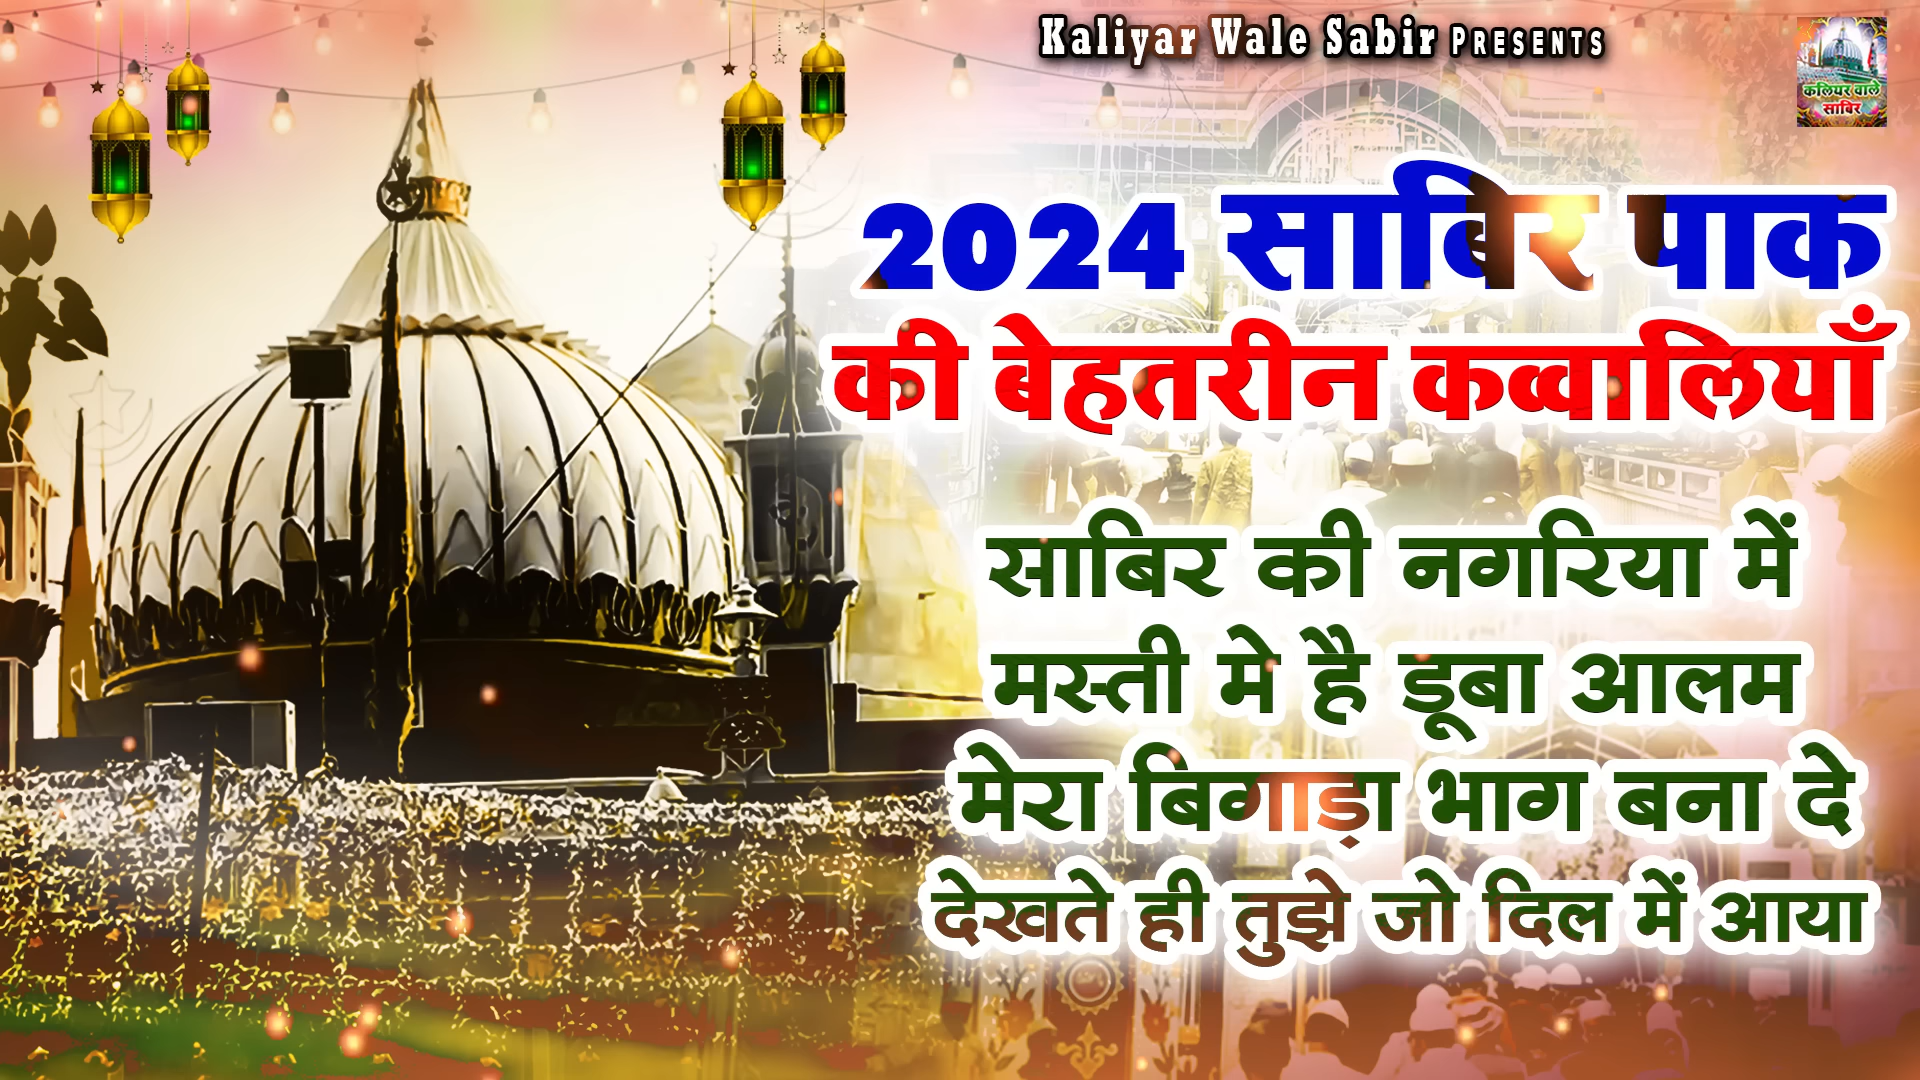 Kaliyar Wale Sabir PRESENTS
कलियर वाले
साबिर
2024 साबिर पाक
की बेहतरीन कव्वालियाँ
साबिर की नगरिया में
मस्ती मे है डूबा आलम
मेरा बिगाड़ा भाग बना दे
देखते ही तुझे जो दिल में आया